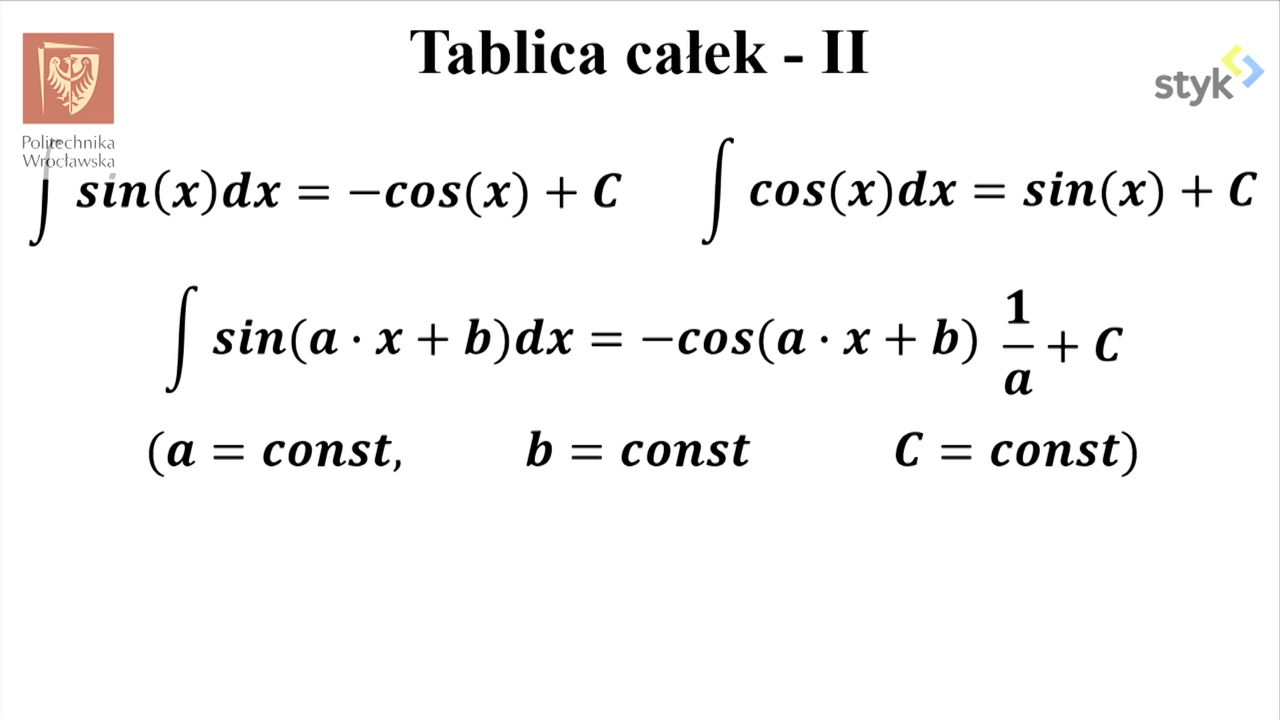 Tablica całek - II
Politechnika
Wrocławska
styk
∫ sin(x)dx = −cos(x) + C
∫ cos(x)dx = sin(x) + C
∫ sin(a · x + b)dx = −cos(a · x + b) 1/a + C
(a = const, b = const C = const)